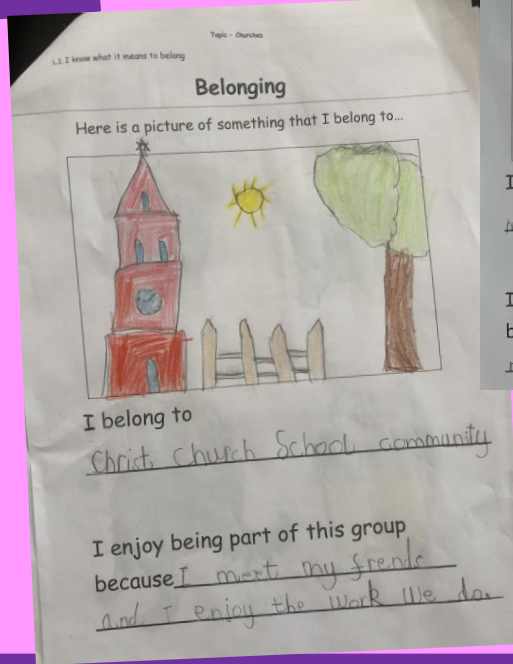 Topic - Churches
L.I. I know what it means to belong
Belonging
Here is a picture of something that I belong to...
I belong to
Christ Church School community
I enjoy being part of this group
because I meet my frends
and I enjoy the work we do.
I
I